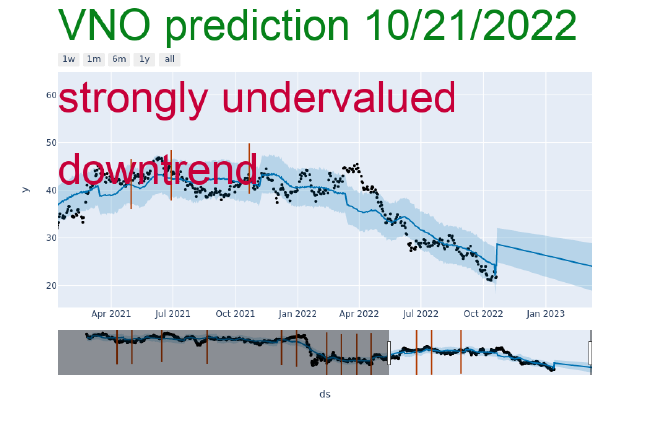 VNO prediction 10/21/2022
1w 1m 6m 1y all
strongly undervalued
downtrend
60
50
40
30
20
y
Apr 2021 Jul 2021 Oct 2021 Jan 2022 Apr 2022 Jul 2022 Oct 2022 Jan 2023
ds